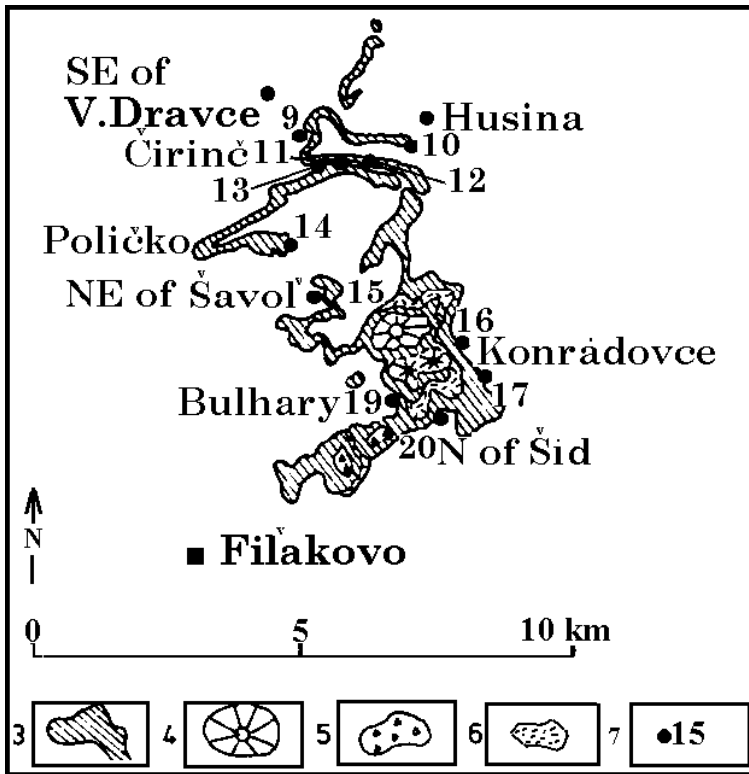 SE of
V.Dravce
9
Husina
Čirinč 11
10
13
12
Poličko
14
NE of Šavoľ
15
16
Konrádovce
Bulhary 19
17
20 N of Šid
N
Fiľakovo
0 5 10 km
3 4 5 6 7 15